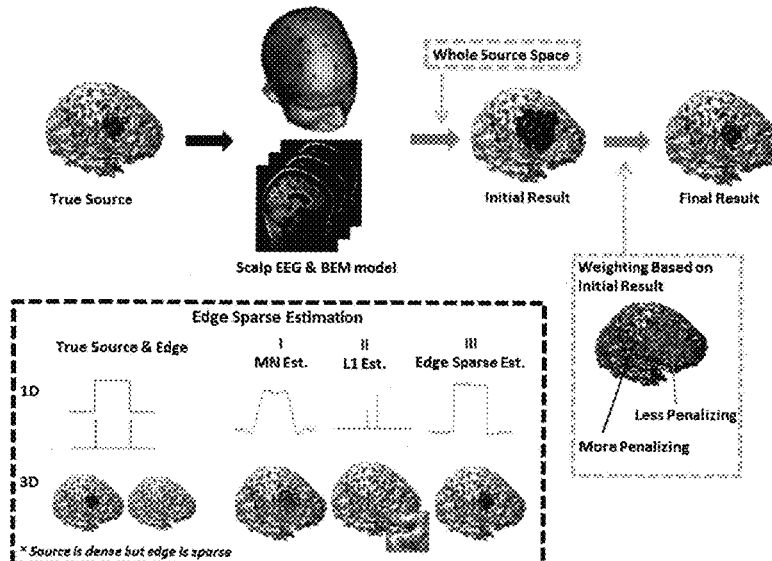 Whole Source Space
True Source
Initial Result
Final Result
Scalp EEG & BEM model
Weighting Based on
Initial Result
Less Penalizing
More Penalizing
Edge Sparse Estimation
True Source & Edge
I
II
III
MN Est.
L1 Est.
Edge Sparse Est.
1D
3D
* Source is dense but edge is sparse